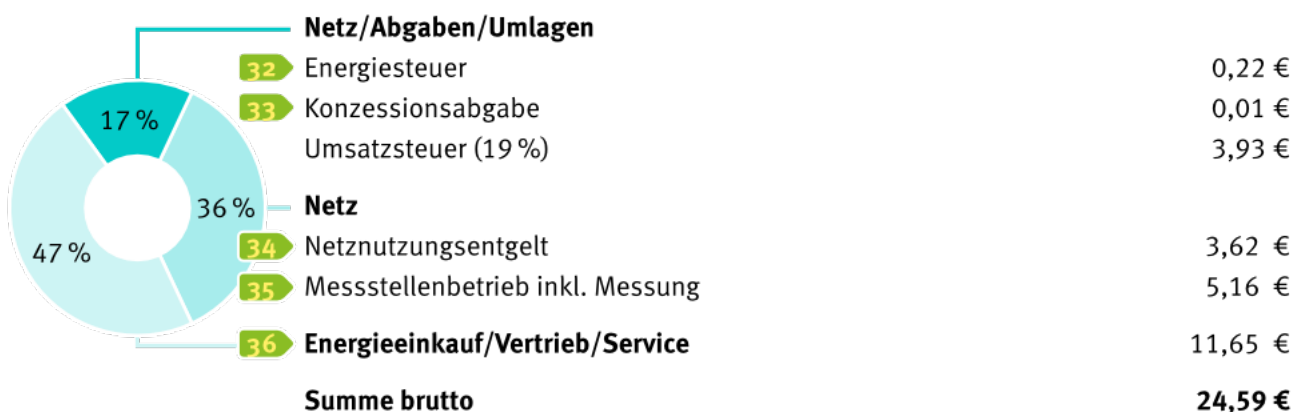 Netz/Abgaben/Umlagen
32 Energiesteuer 0,22 €
33 Konzessionsabgabe 0,01 €
17 %
Umsatzsteuer (19 %) 3,93 €
36 % Netz
47 %
34 Netznutzungsentgelt 3,62 €
35 Messstellenbetrieb inkl. Messung 5,16 €
36 Energieeinkauf/Vertrieb/Service 11,65 €
Summe brutto 24,59 €